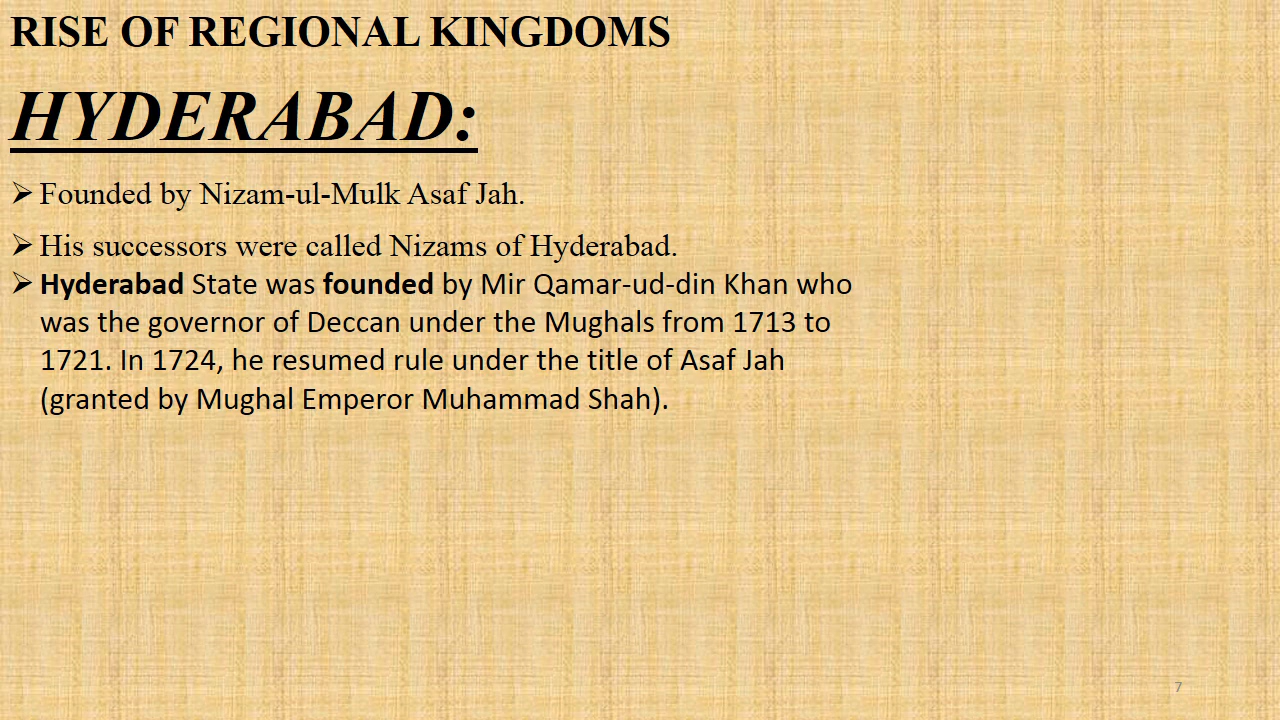 RISE OF REGIONAL KINGDOMS
HYDERABAD:
➢ Founded by Nizam-ul-Mulk Asaf Jah.
➢ His successors were called Nizams of Hyderabad.
➢ Hyderabad State was founded by Mir Qamar-ud-din Khan who
was the governor of Deccan under the Mughals from 1713 to
1721. In 1724, he resumed rule under the title of Asaf Jah
(granted by Mughal Emperor Muhammad Shah).
7